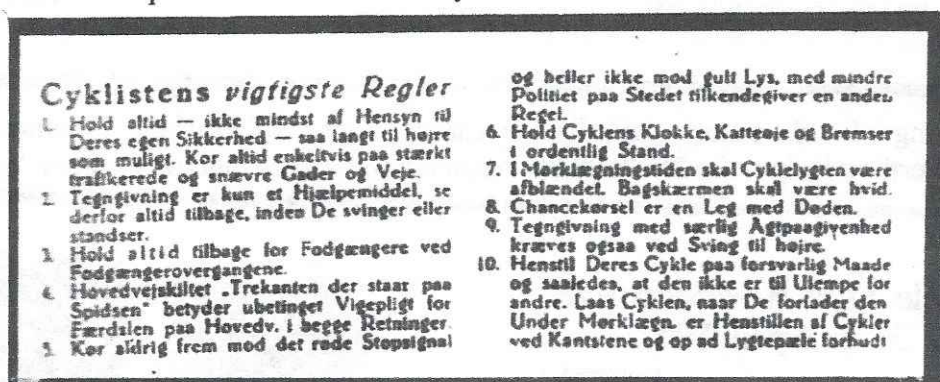 Cyklistens vigtigste Regler
1. Hold altid — ikke mindst af Hensyn til
Deres egen Sikkerhed — saa langt til højre
som muligt. Kør altid enkeltvis paa stærkt
trafikerede og snævre Gader og Veje.
2. Tegngivning er kun et Hjælpemiddel, se
derfor altid tilbage, inden De svinger eller
standser.
3. Hold altid tilbage for Fodgængere ved
Fodgængerovergangene.
4. Hovedvejskiltet „Trekanten der staar paa
Spidsen" betyder ubetinget Vigepligt for
Færdslen paa Hovedv. i begge Retninger.
5. Kør aldrig frem mod det røde Stopsignal
og heller ikke mod gult Lys, med mindre
Politiet paa Stedet tilkendegiver en anden
Regel.
6. Hold Cyklens Klokke, Katteøje og Bremser
i ordentlig Stand.
7. I Mørklægningstiden skal Cyklelygten være
afblændet. Bagskærmen skal være hvid.
8. Chancekørsel er en Leg med Døden.
9. Tegngivning med særlig Agtpaagivenhed
kræves ogsaa ved Sving til højre.
10. Henstil Deres Cykle paa forsvarlig Maade
og saaledes, at den ikke er til Ulempe for
andre. Laas Cyklen, naar De forlader den
Under Mørklægn. er Henstillen af Cykler
ved Kantstene og op ad Lygtepæle forbudt